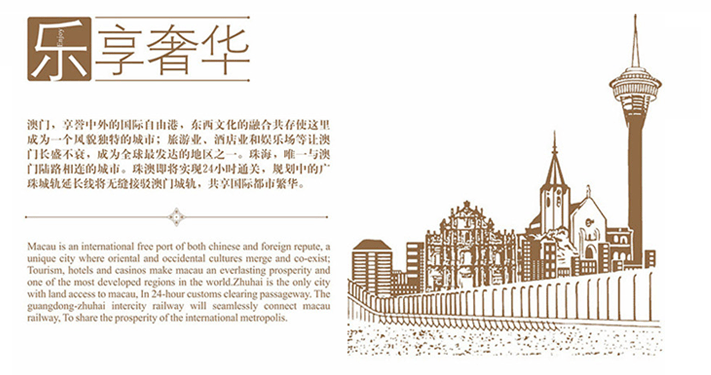 乐享奢华
Enjoy
澳门，享誉中外的国际自由港，东西文化的融合共存使这里
成为一个风貌独特的城市；旅游业、酒店业和娱乐场等让澳
门长盛不衰，成为全球最发达的地区之一。珠海，唯一与澳
门陆路相连的城市。珠澳即将实现24小时通关，规划中的广
珠城轨延长线将无缝接驳澳门城轨，共享国际都市繁华。
Macau is an international free port of both chinese and foreign repute, a
unique city where oriental and occidental cultures merge and co-exist;
Tourism, hotels and casinos make macau an everlasting prosperity and
one of the most developed regions in the world.Zhuhai is the only city
with land access to macau, In 24-hour customs clearing passageway. The
guangdong-zhuhai intercity railway will seamlessly connect macau
railway, To share the prosperity of the international metropolis.